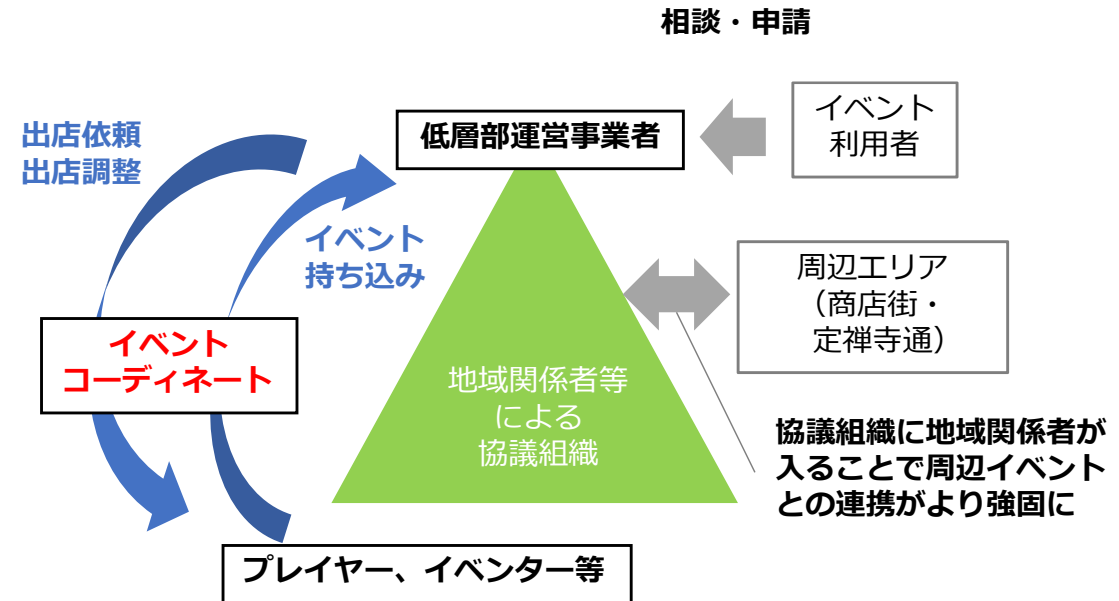 相談・申請
イベント
利用者
低層部運営事業者
出店依頼
出店調整
イベント
持ち込み
周辺エリア
（商店街・
定禅寺通）
イベント
コーディネート
地域関係者等
による
協議組織
協議組織に地域関係者が
入ることで周辺イベント
との連携がより強固に
プレイヤー、イベンター等